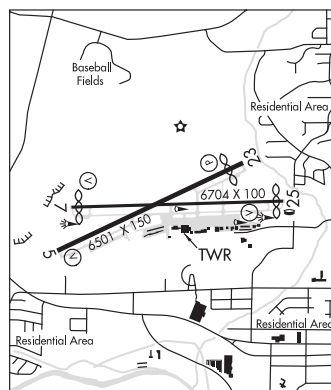 Baseball
Fields
Residential Area
P
23
V
6704 X 100
7
25
V
6501 X 150
5
N
TWR
Residential Area
Residential Area